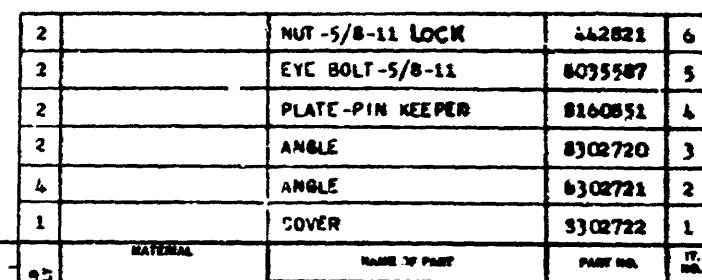 2 NUT-5/8-11 LOCK 442821 6
2 EYE BOLT-5/8-11 8035587 5
2 PLATE-PIN KEEPER 8160851 4
2 ANGLE 8302720 3
4 ANGLE 8302721 2
1 COVER 8302722 1
MATERIAL NAME OF PART PART NO. IT. NO.